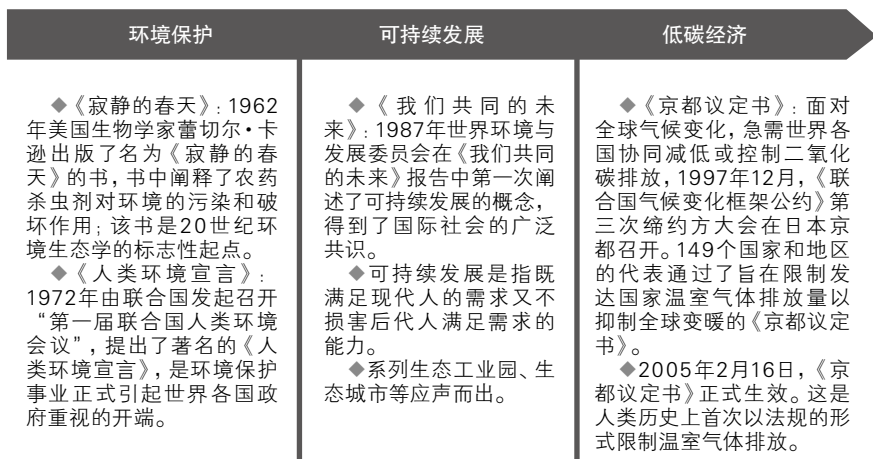 环境保护
可持续发展
低碳经济
◆《寂静的春天》：1962
年美国生物学家蕾切尔•卡
逊出版了名为《寂静的春
天》的书，书中阐释了农药
杀虫剂对环境的污染和破
坏作用；该书是20世纪环
境生态学的标志性起点。
◆《人类环境宣言》：
1972年由联合国发起召开
“第一届联合国人类环境
会议”，提出了著名的《人
类环境宣言》，是环境保护
事业正式引起世界各国政
府重视的开端。
◆《我们共同的未
来》：1987年世界环境与
发展委员会在《我们共同
的未来》报告中第一次阐
述了可持续发展的概念，
得到了国际社会的广泛
共识。
◆可持续发展是指既
满足现代人的需求又不
损害后代人满足需求的
能力。
◆系列生态工业园、生
态城市等应声而出。
◆《京都议定书》：面对
全球气候变化，急需世界各
国协同减低或控制二氧化
碳排放，1997年12月，《联
合国气候变化框架公约》第
三次缔约方大会在日本京
都召开。149个国家和地区
的代表通过了旨在限制发
达国家温室气体排放量以
抑制全球变暖的《京都议定
书》。
◆2005年2月16日，《京
都议定书》正式生效。这是
人类历史上首次以法规的形
式限制温室气体排放。